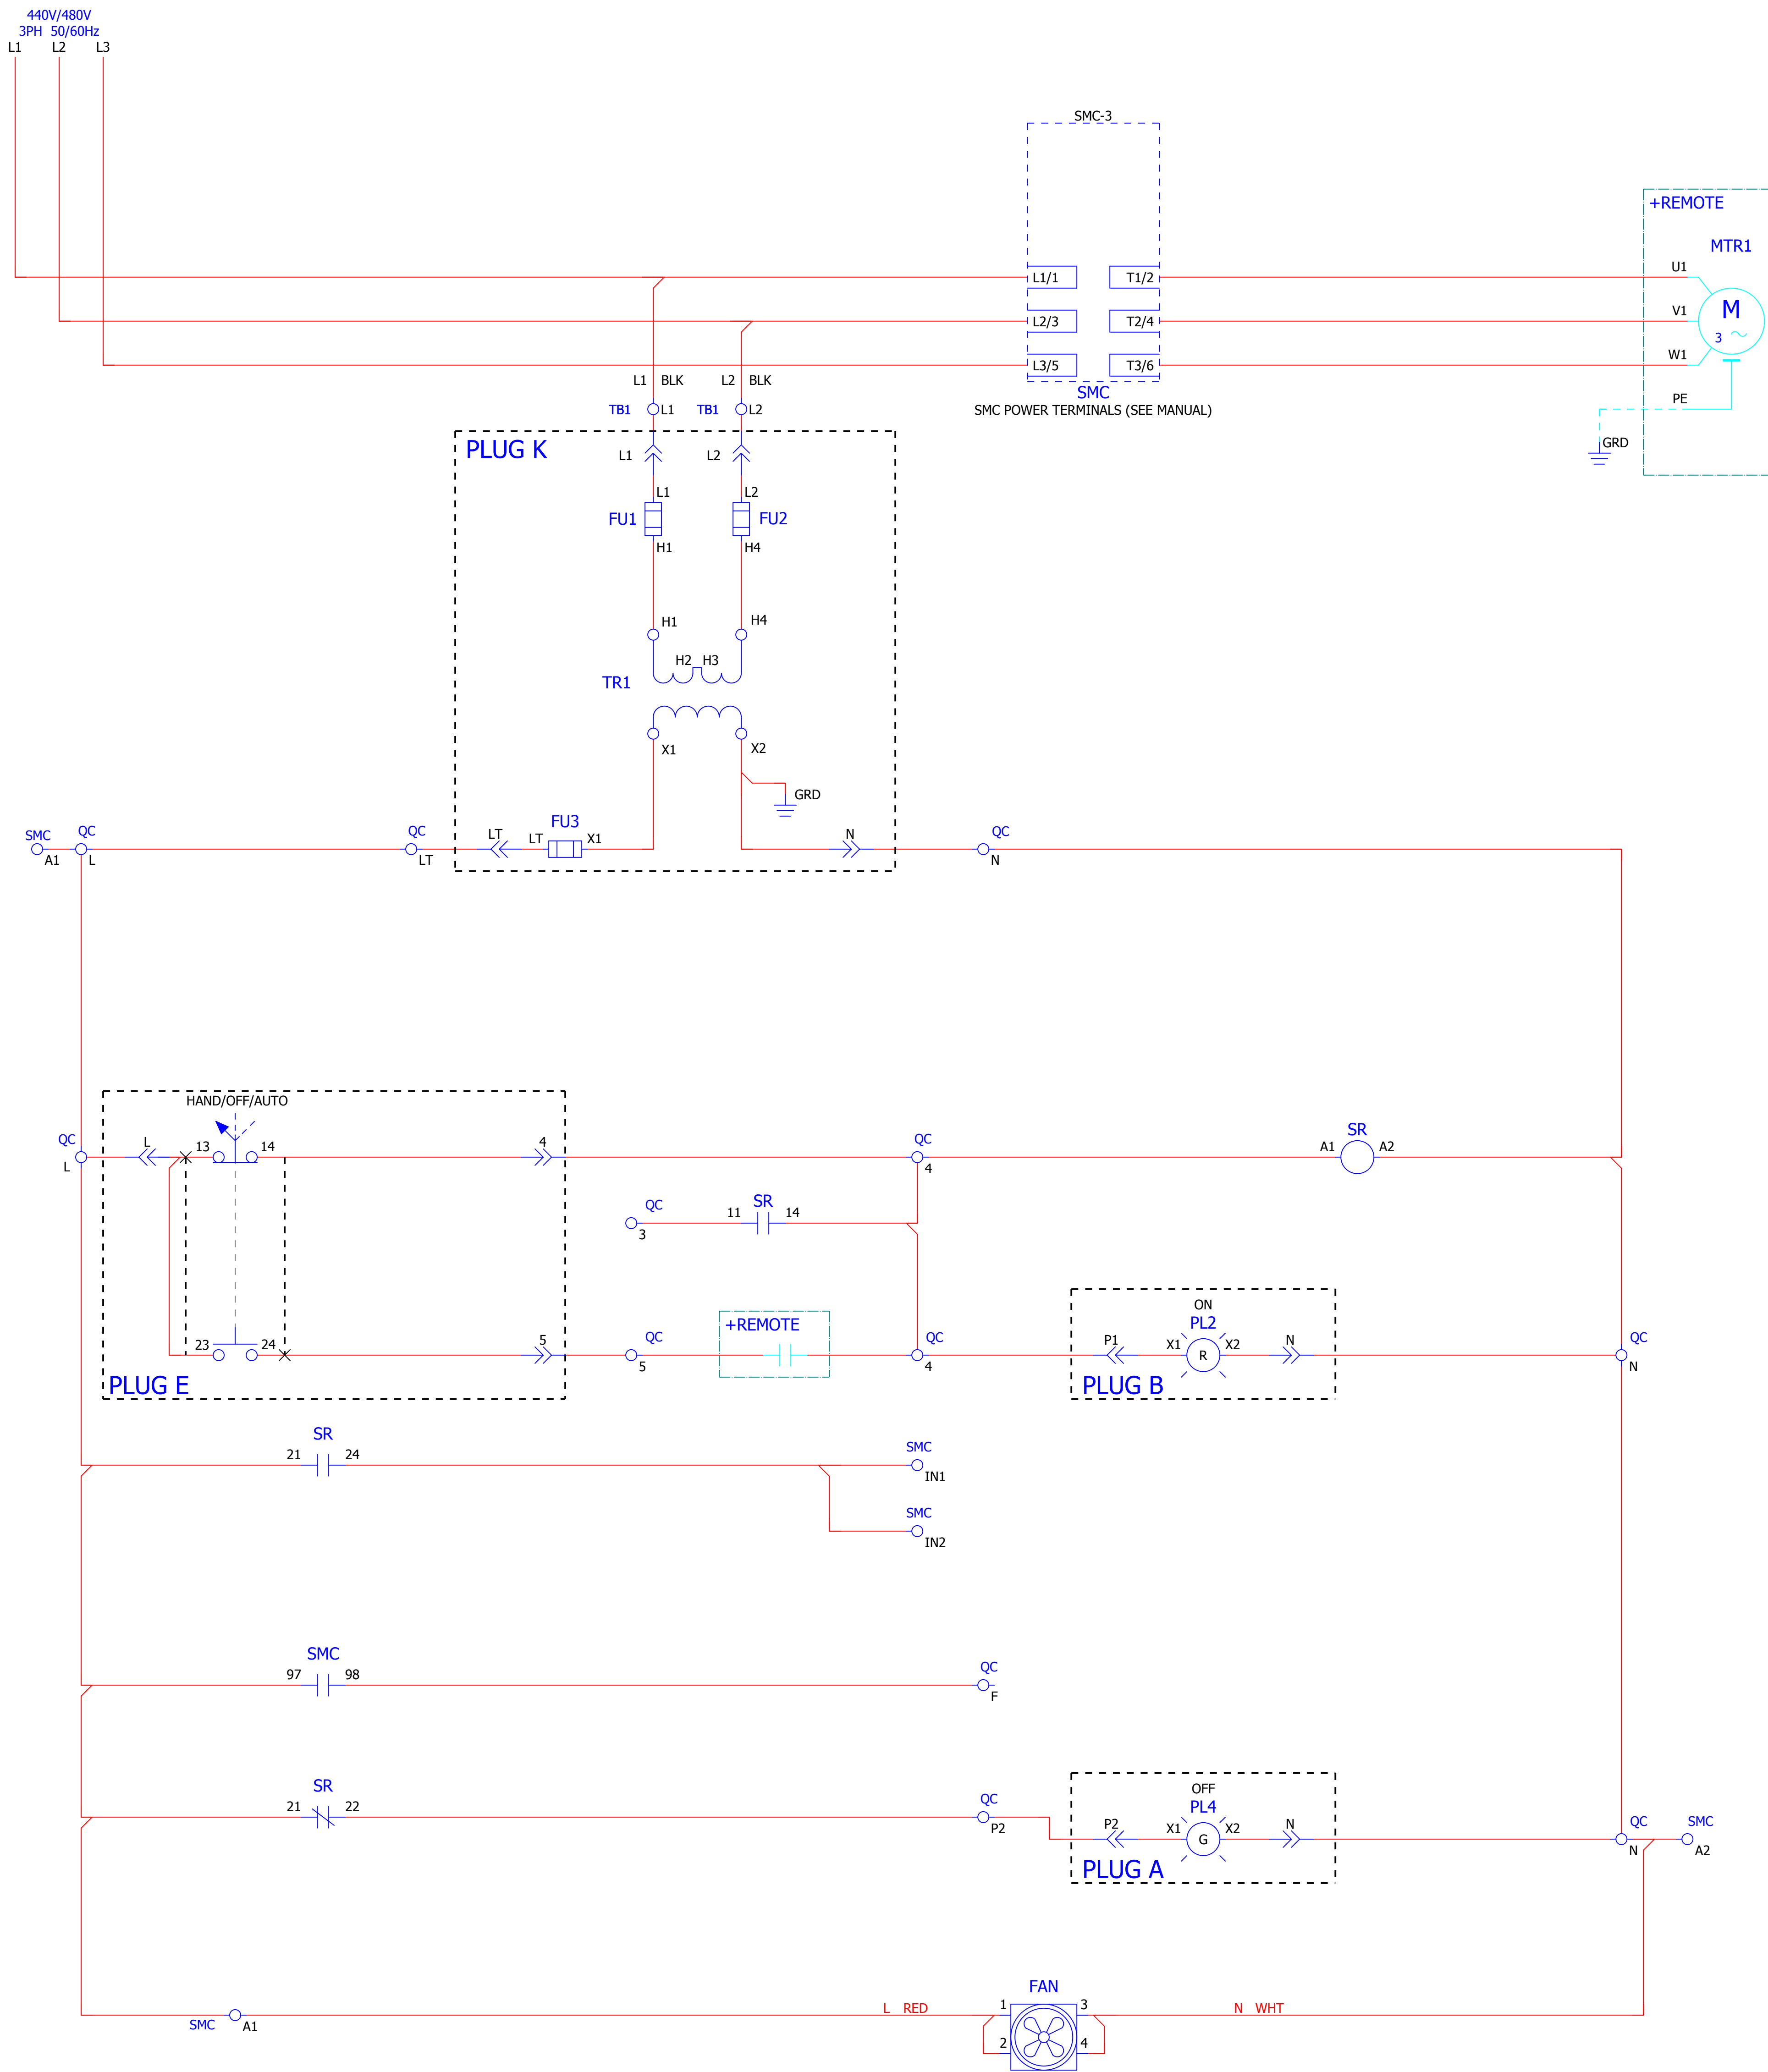 440V/480V
3PH 50/60Hz
L1 L2 L3
SMC-3
+REMOTE
MTR1
L1/1 T1/2 U1
L2/3 T2/4 V1
M
3
L3/5 T3/6 W1
L1 BLK L2 BLK
SMC
PE
TB1 L1 TB1 L2
SMC POWER TERMINALS (SEE MANUAL)
PLUG K
L1 L2
GRD
L1 L2
FU1 FU2
H1 H4
H1 H4
H2 H3
TR1
X1 X2
GRD
FU3
SMC QC QC LT LT X1 N QC
A1 L LT N
HAND/OFF/AUTO
QC L 13 14 4 QC A1 SR A2
L 4
QC 11 SR 14
3
ON
+REMOTE
PL2
23 24 5 QC P1 X1 X2 N QC
R
5 4 N
PLUG E
PLUG B
SR
21 24 SMC
IN1
SMC
IN2
SMC
97 98 QC
F
SR
OFF
21 22 QC
PL4
P2
P2 X1 X2 N QC SMC
G
N A2
PLUG A
FAN
L RED 1 3 N WHT
SMC A1
2 4